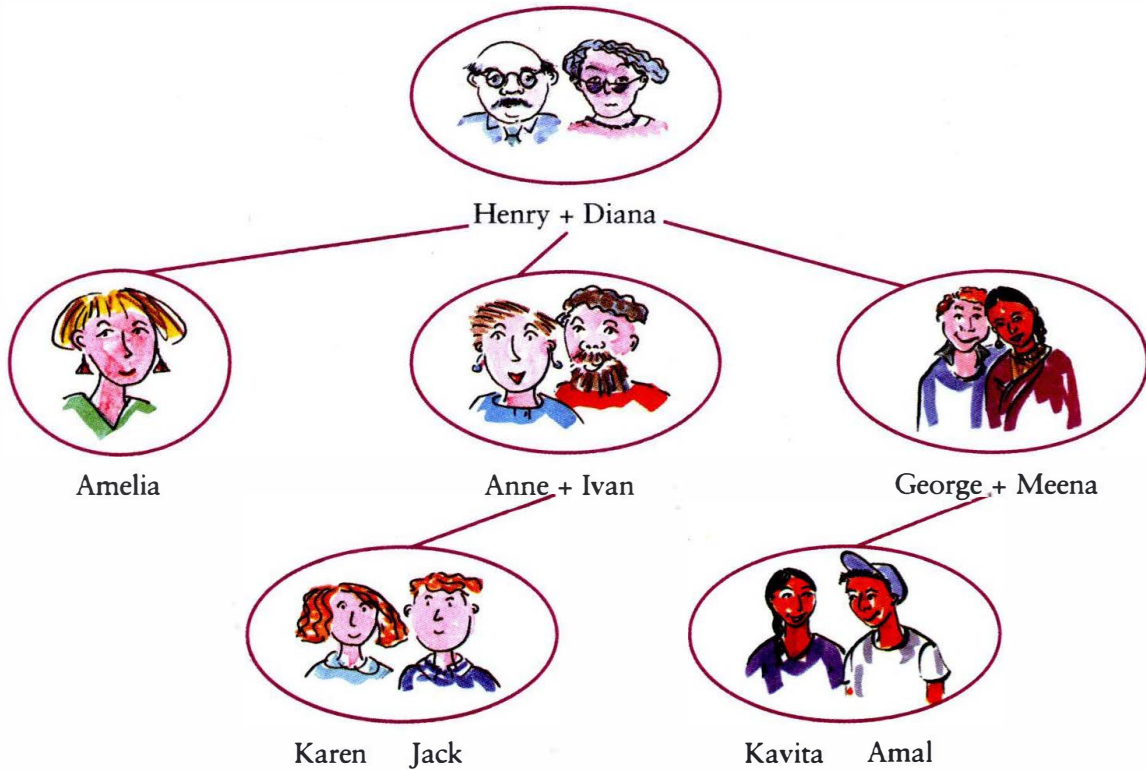 Henry + Diana
Amelia
Anne + Ivan
George + Meena
Karen Jack
Kavita Amal